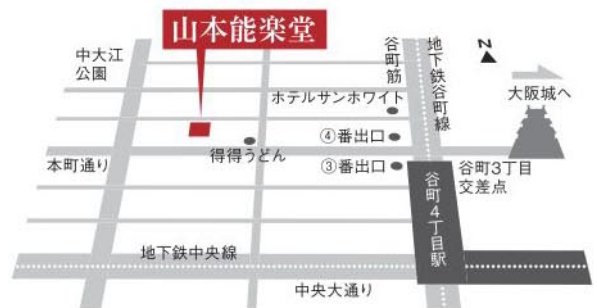 山本能楽堂
中大江
公園
谷町筋
地下鉄谷町線
N
大阪城へ
ホテルサンホワイト
④番出口
得得うどん
本町通り
③番出口
谷町3丁目
交差点
谷町4丁目駅
地下鉄中央線
中央大通り